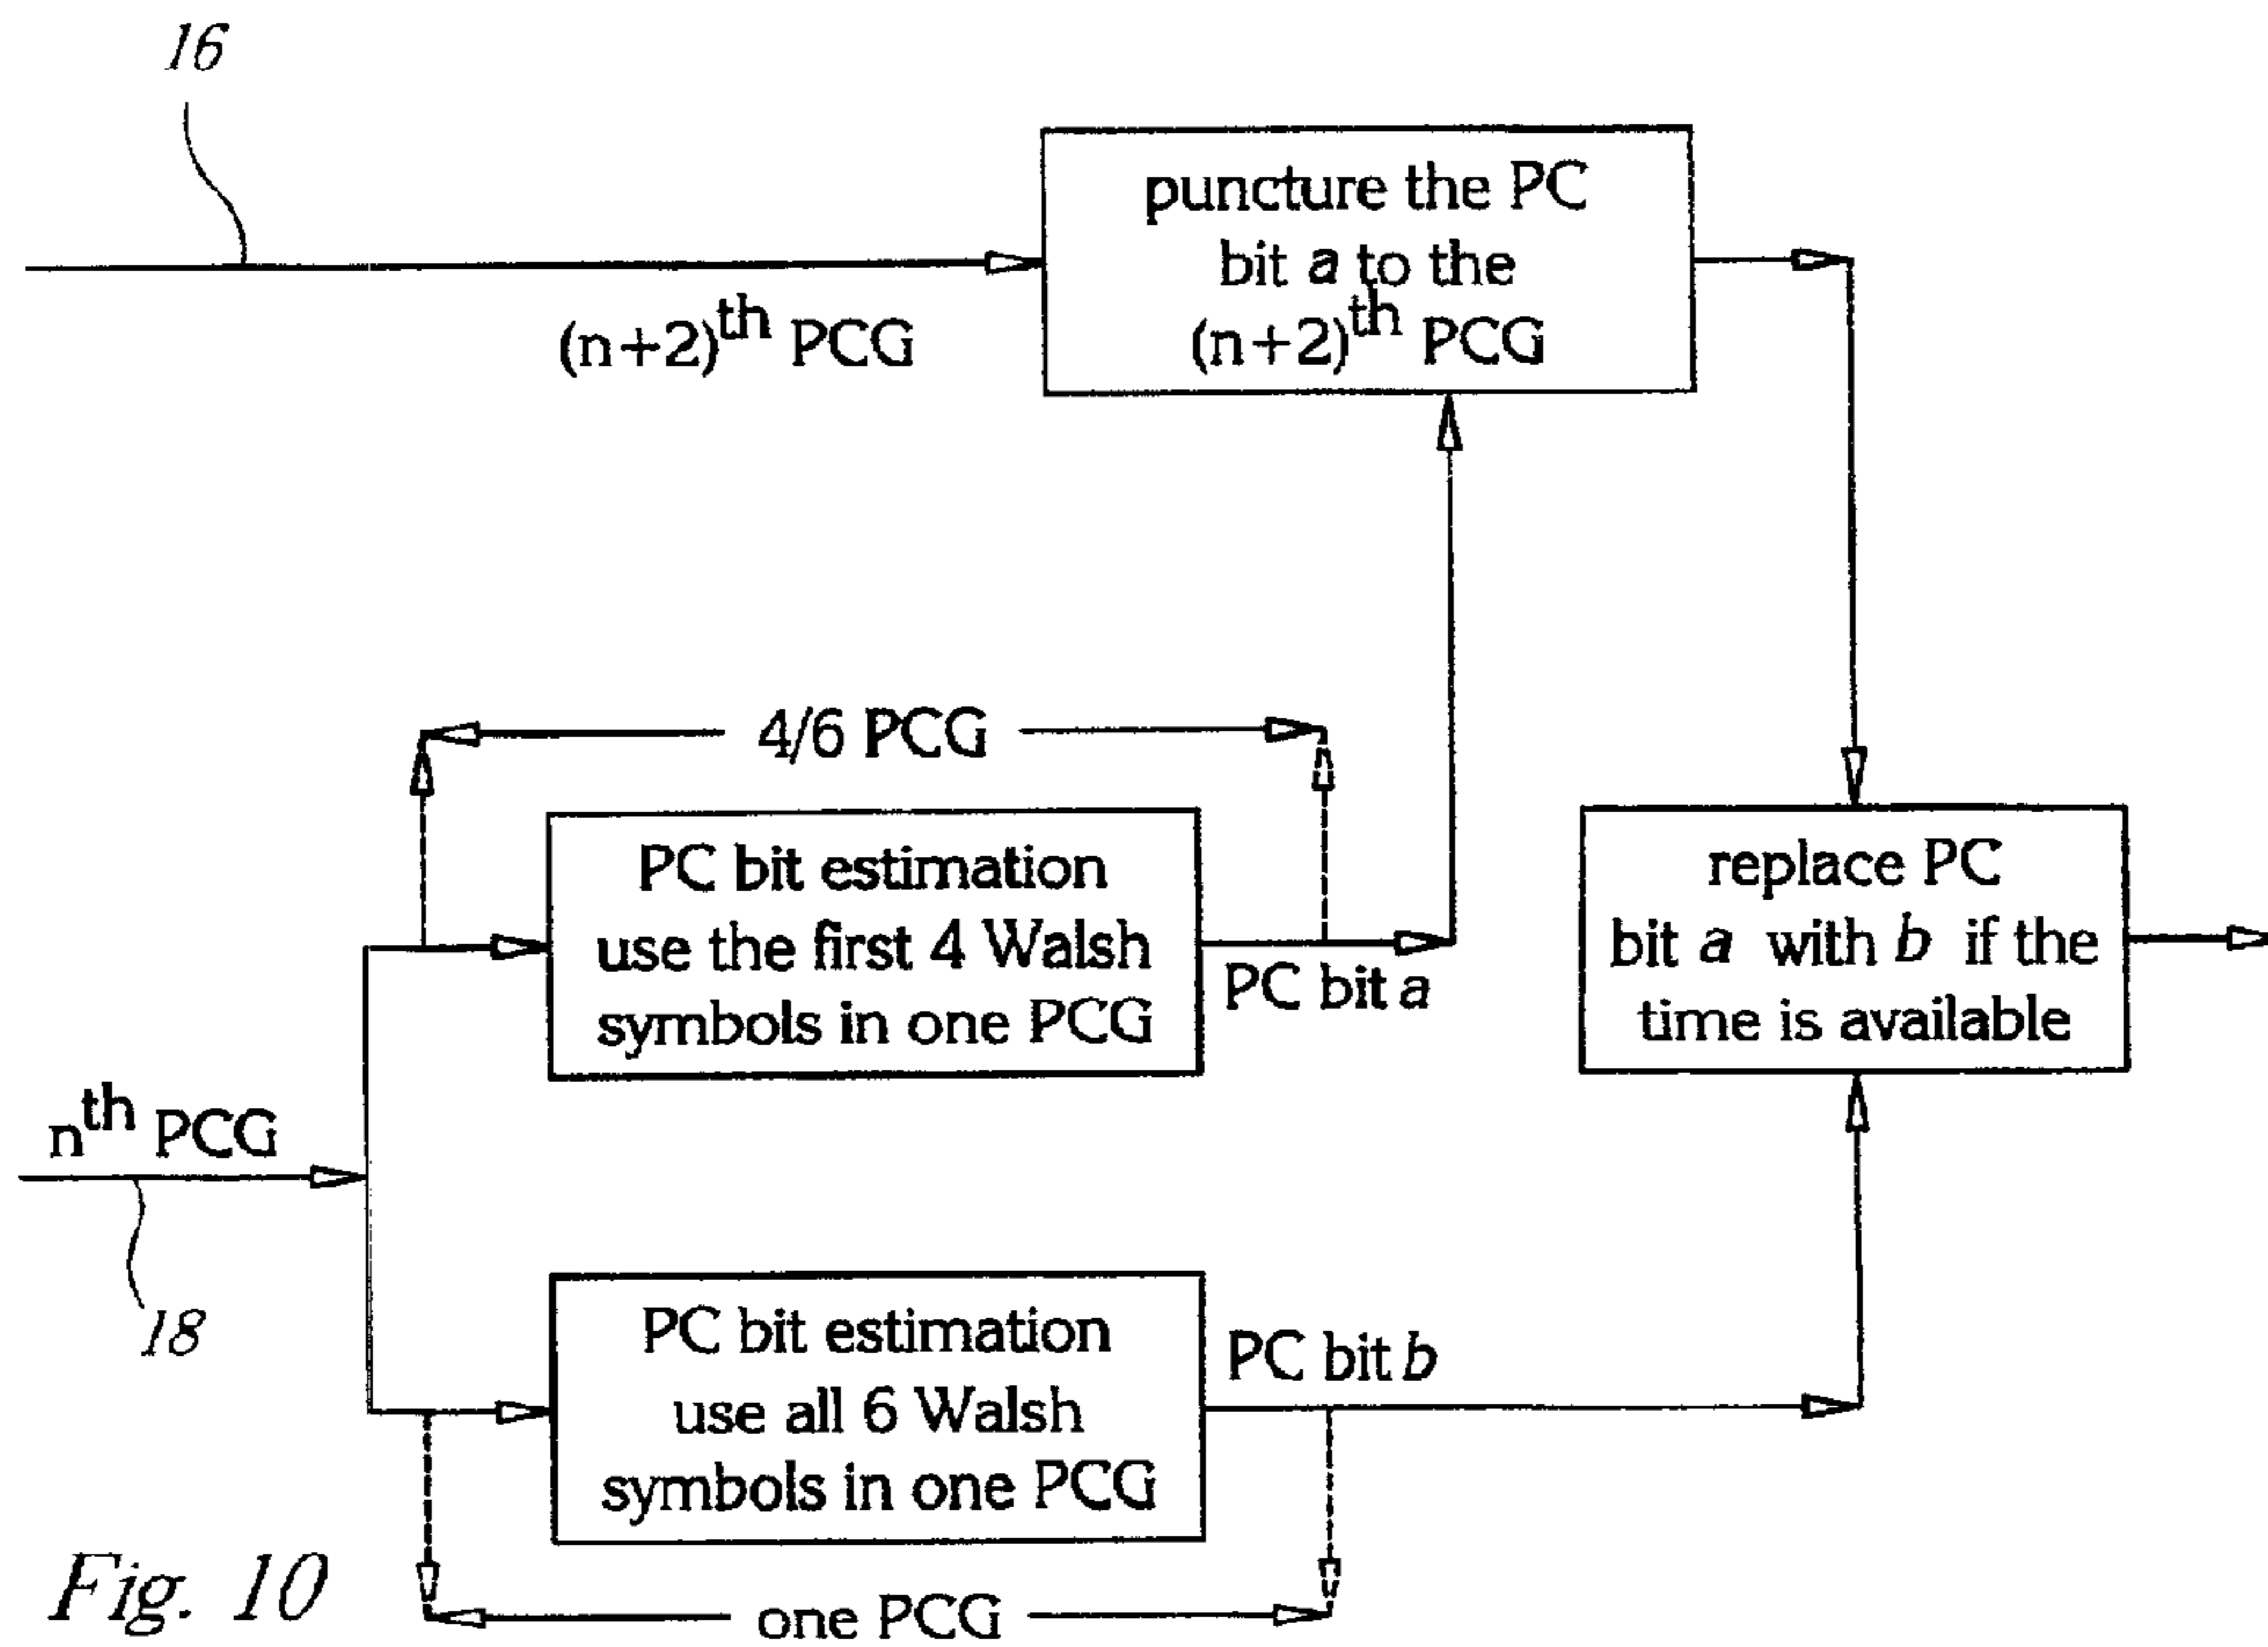 16
puncture the PC
bit a to the
(n+2)th PCG
(n+2)th PCG
4/6 PCG
PC bit estimation
use the first 4 Walsh
symbols in one PCG
PC bit a
replace PC
bit a with b if the
time is available
nth PCG
18
PC bit estimation
use all 6 Walsh
symbols in one PCG
PC bit b
one PCG
Fig. 10